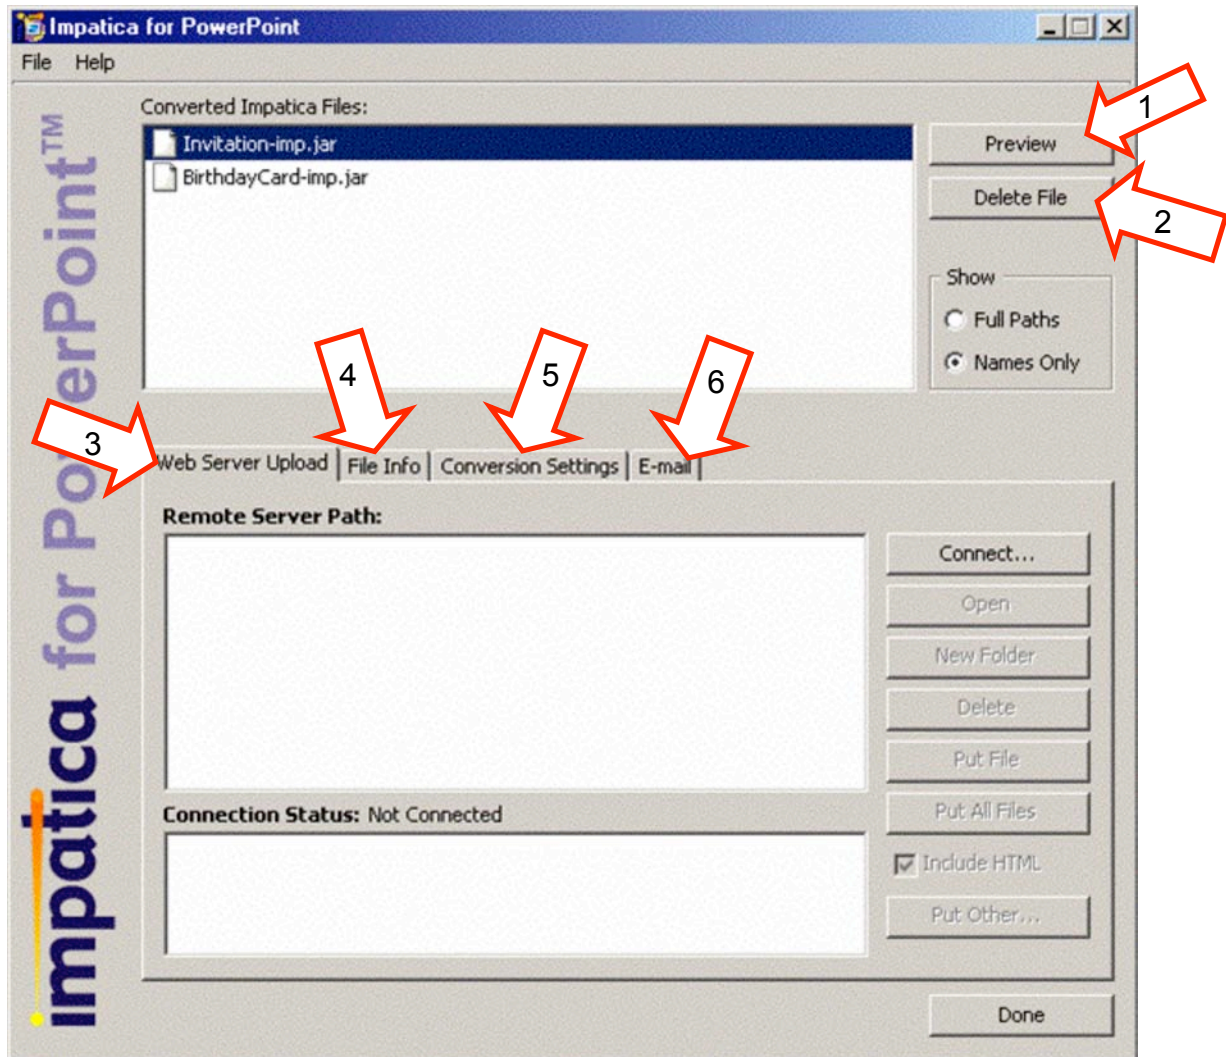 Impatica for PowerPoint
File Help
Converted Impatica Files:
Invitation-imp.jar
BirthdayCard-imp.jar
Preview
1
Delete File
2
Show
Full Paths
Names Only
3
4
5
6
Web Server Upload File Info Conversion Settings E-mail
Remote Server Path:
Connect...
Open
New Folder
Delete
Put File
Put All Files
Connection Status: Not Connected
Include HTML
Put Other...
Done
impatica for PowerPoint™